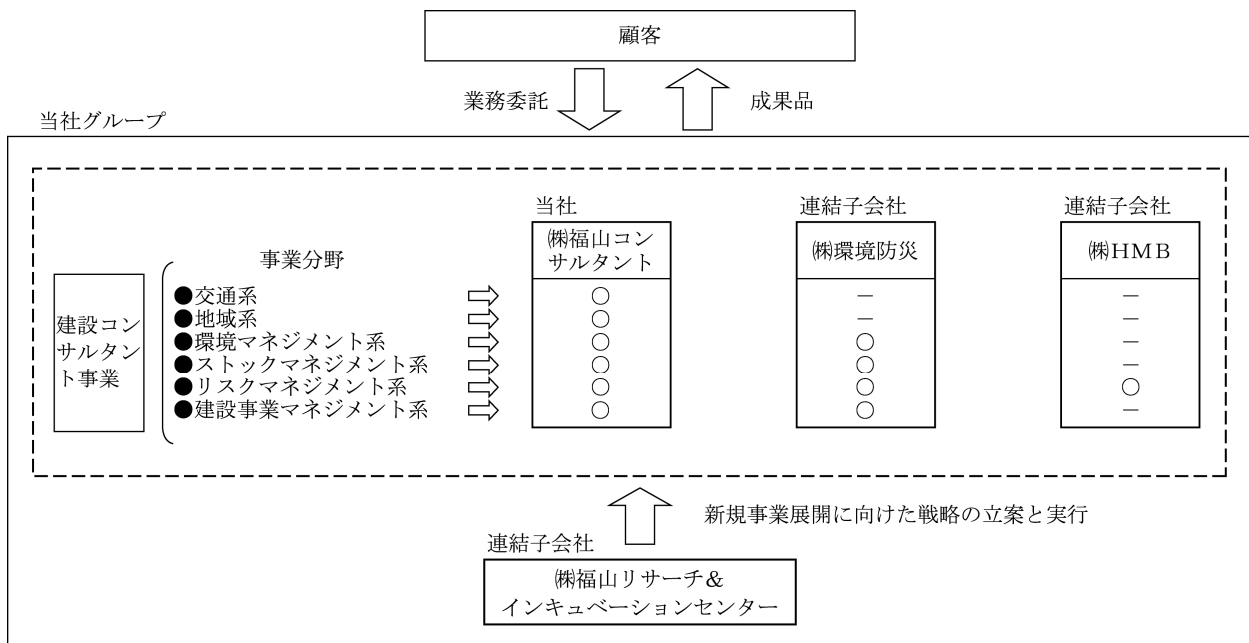 顧客
業務委託
成果品
当社グループ
当社
連結子会社
連結子会社
㈱福山コン
サルタント
㈱環境防災
㈱ＨＭＢ
事業分野
建設コン
サルタン
ト事業
●交通系 ○ － －
●地域系 ○ － －
●環境マネジメント系 ○ ○ －
●ストックマネジメント系 ○ ○ －
●リスクマネジメント系 ○ ○ ○
●建設事業マネジメント系 ○ ○ －
新規事業展開に向けた戦略の立案と実行
連結子会社
㈱福山リサーチ＆
インキュベーションセンター